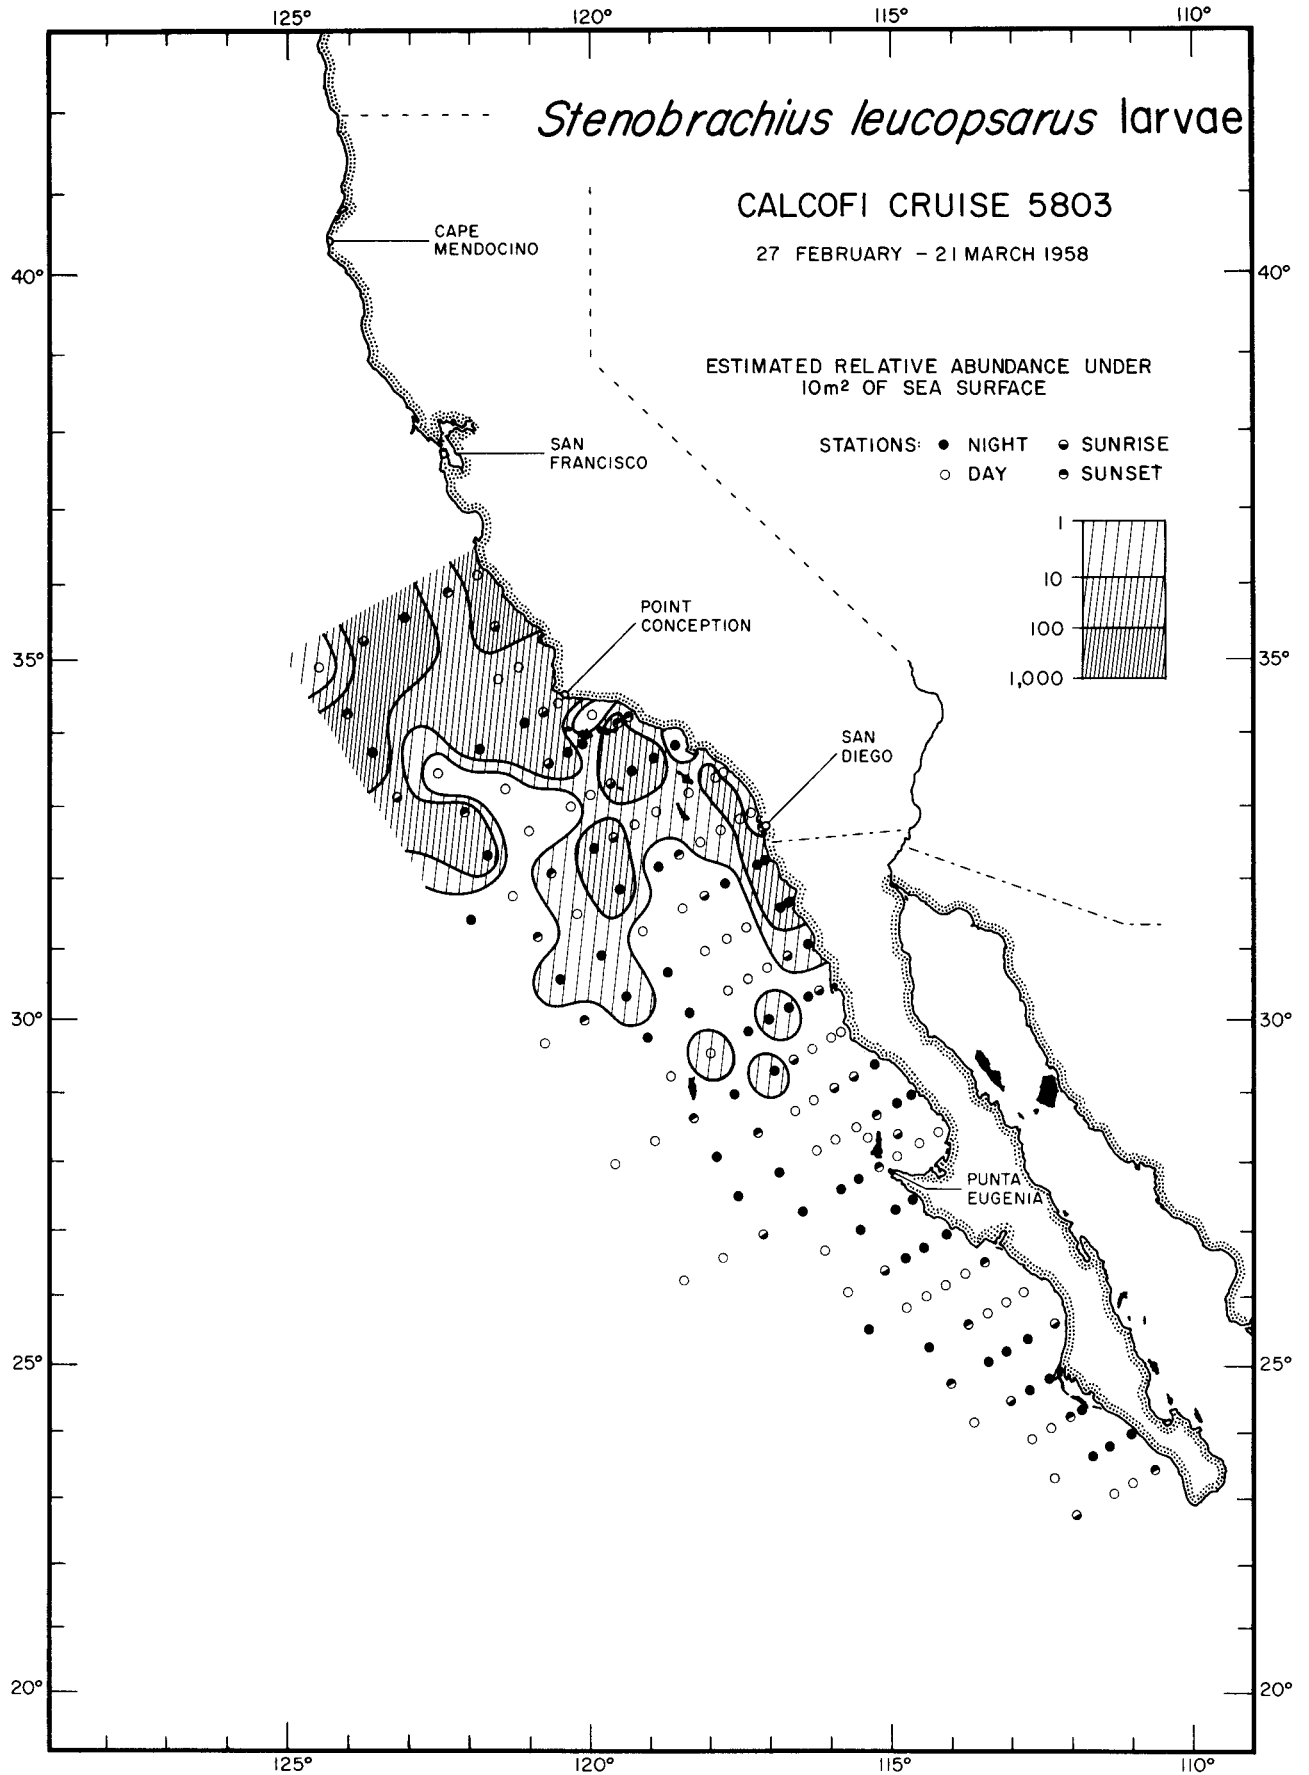 125° 120° 115° 110°
Stenobrachius leucopsarus larvae
CALCOFI CRUISE 5803
27 FEBRUARY – 21 MARCH 1958
CAPE
MENDOCINO
40° 40°
ESTIMATED RELATIVE ABUNDANCE UNDER
10m² OF SEA SURFACE
STATIONS: ● NIGHT ◒ SUNRISE
○ DAY ◓ SUNSET
SAN
FRANCISCO
1
10
100
1,000
POINT
CONCEPTION
35° 35°
SAN
DIEGO
30° 30°
PUNTA
EUGENIA
25° 25°
20° 20°
125° 120° 115° 110°